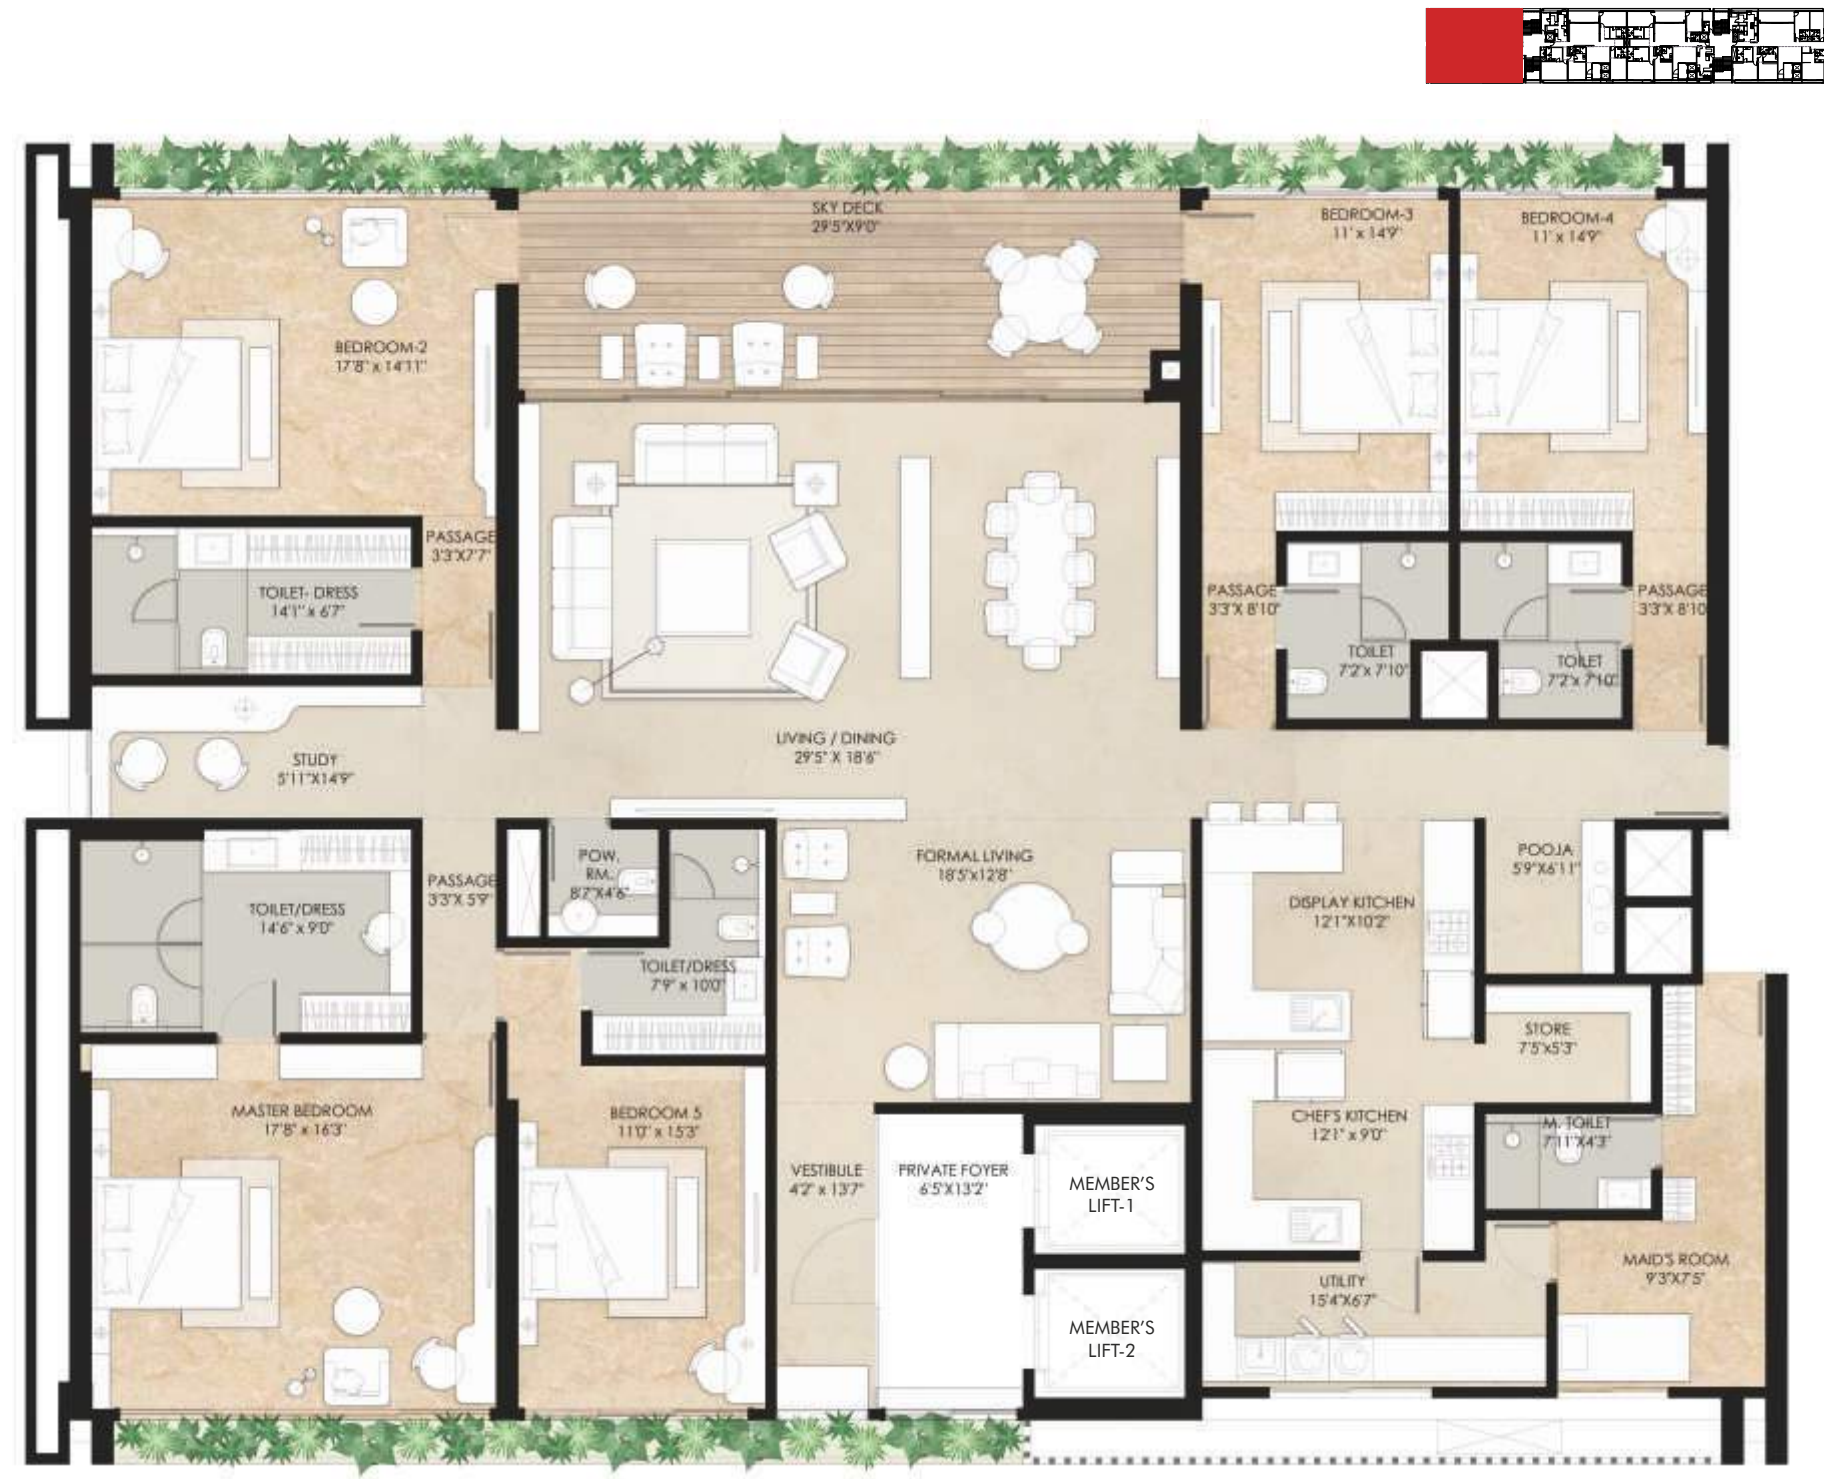 SKY DECK
29'5"X9'0"
BEDROOM-3
11' x 14'9"
BEDROOM-4
11' x 14'9"
BEDROOM-2
17'8" x 14'11"
PASSAGE
3'3"X7'7"
TOILET- DRESS
14'1" x 6'7"
PASSAGE
3'3"X 8'10"
PASSAGE
3'3"X 8'10
TOILET
7'2"x 7'10"
TOILET
7'2"x 7'10"
LIVING / DINING
29'5" X 18'6"
STUDY
5'11"X14'9"
POW.
RM.
8'7"X4'6"
FORMAL LIVING
18'5"x12'8"
POOJA
5'9"X6'11"
PASSAGE
3'3"X 5'9"
TOILET/DRESS
14'6" x 9'0"
DISPLAY KITCHEN
12'1"X10'2"
TOILET/DRESS
7'9" x 10'0"
STORE
7'5"x5'3"
MASTER BEDROOM
17'8" x 16'3"
BEDROOM 5
11'0" x 15'3"
CHEF'S KITCHEN
12'1" x 9'0"
M. TOILET
7'11"X4'3"
VESTIBULE
4'2" x 13'7"
PRIVATE FOYER
6'5"X13'2"
MEMBER'S
LIFT-1
MAID'S ROOM
9'3"X7'5"
UTILITY
15'4"X6'7"
MEMBER'S
LIFT-2